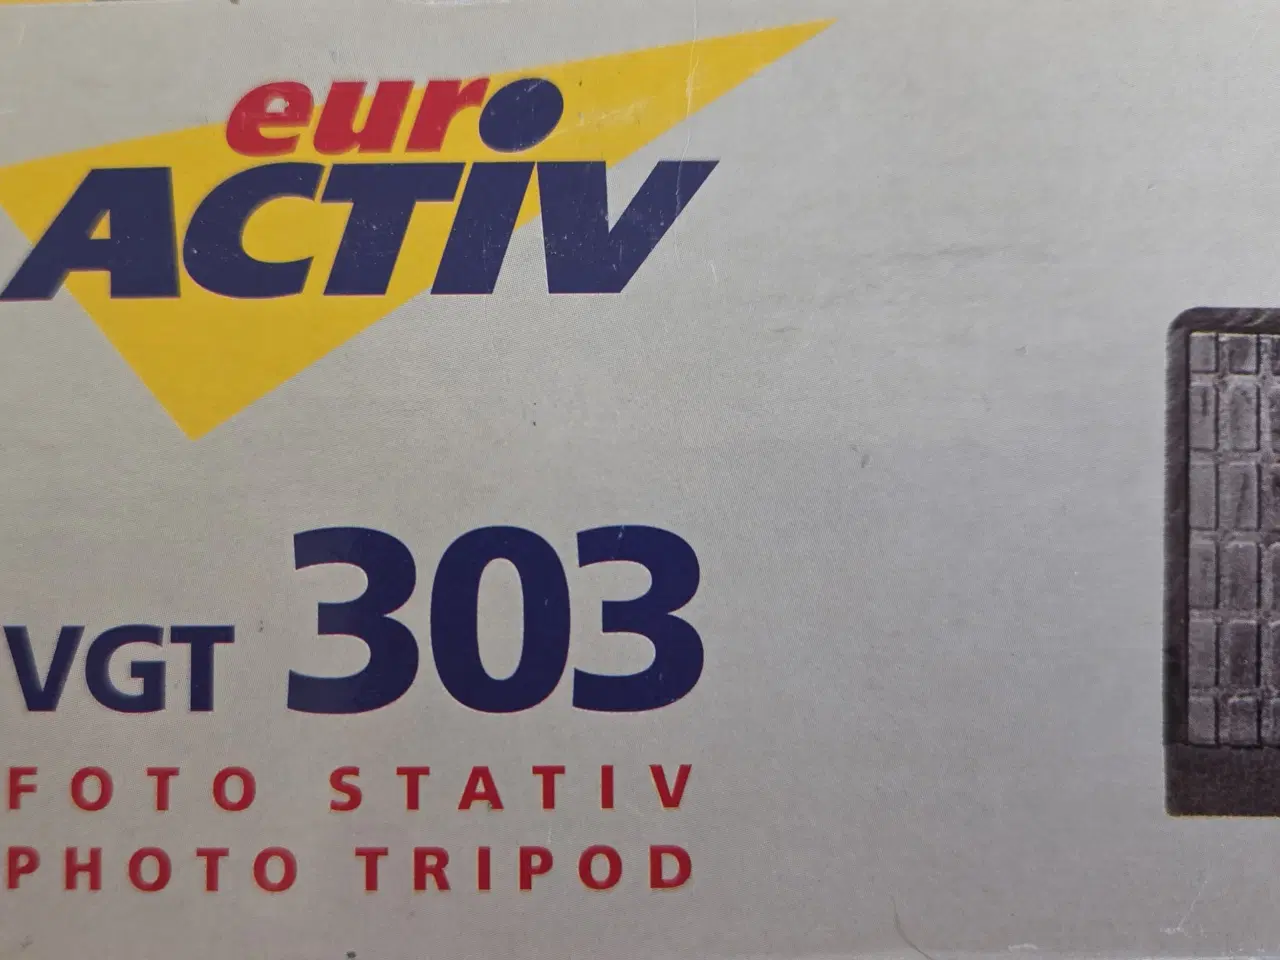 euro
ACTIV
VGT 303
FOTO STATIV
PHOTO TRIPOD